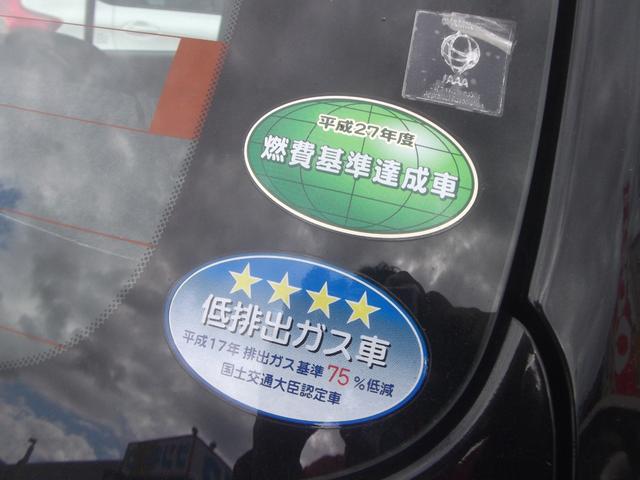 IAAA
平成27年度
燃費基準達成車
低排出ガス車
平成17年 排出ガス基準 75 %低減
国土交通大臣認定車